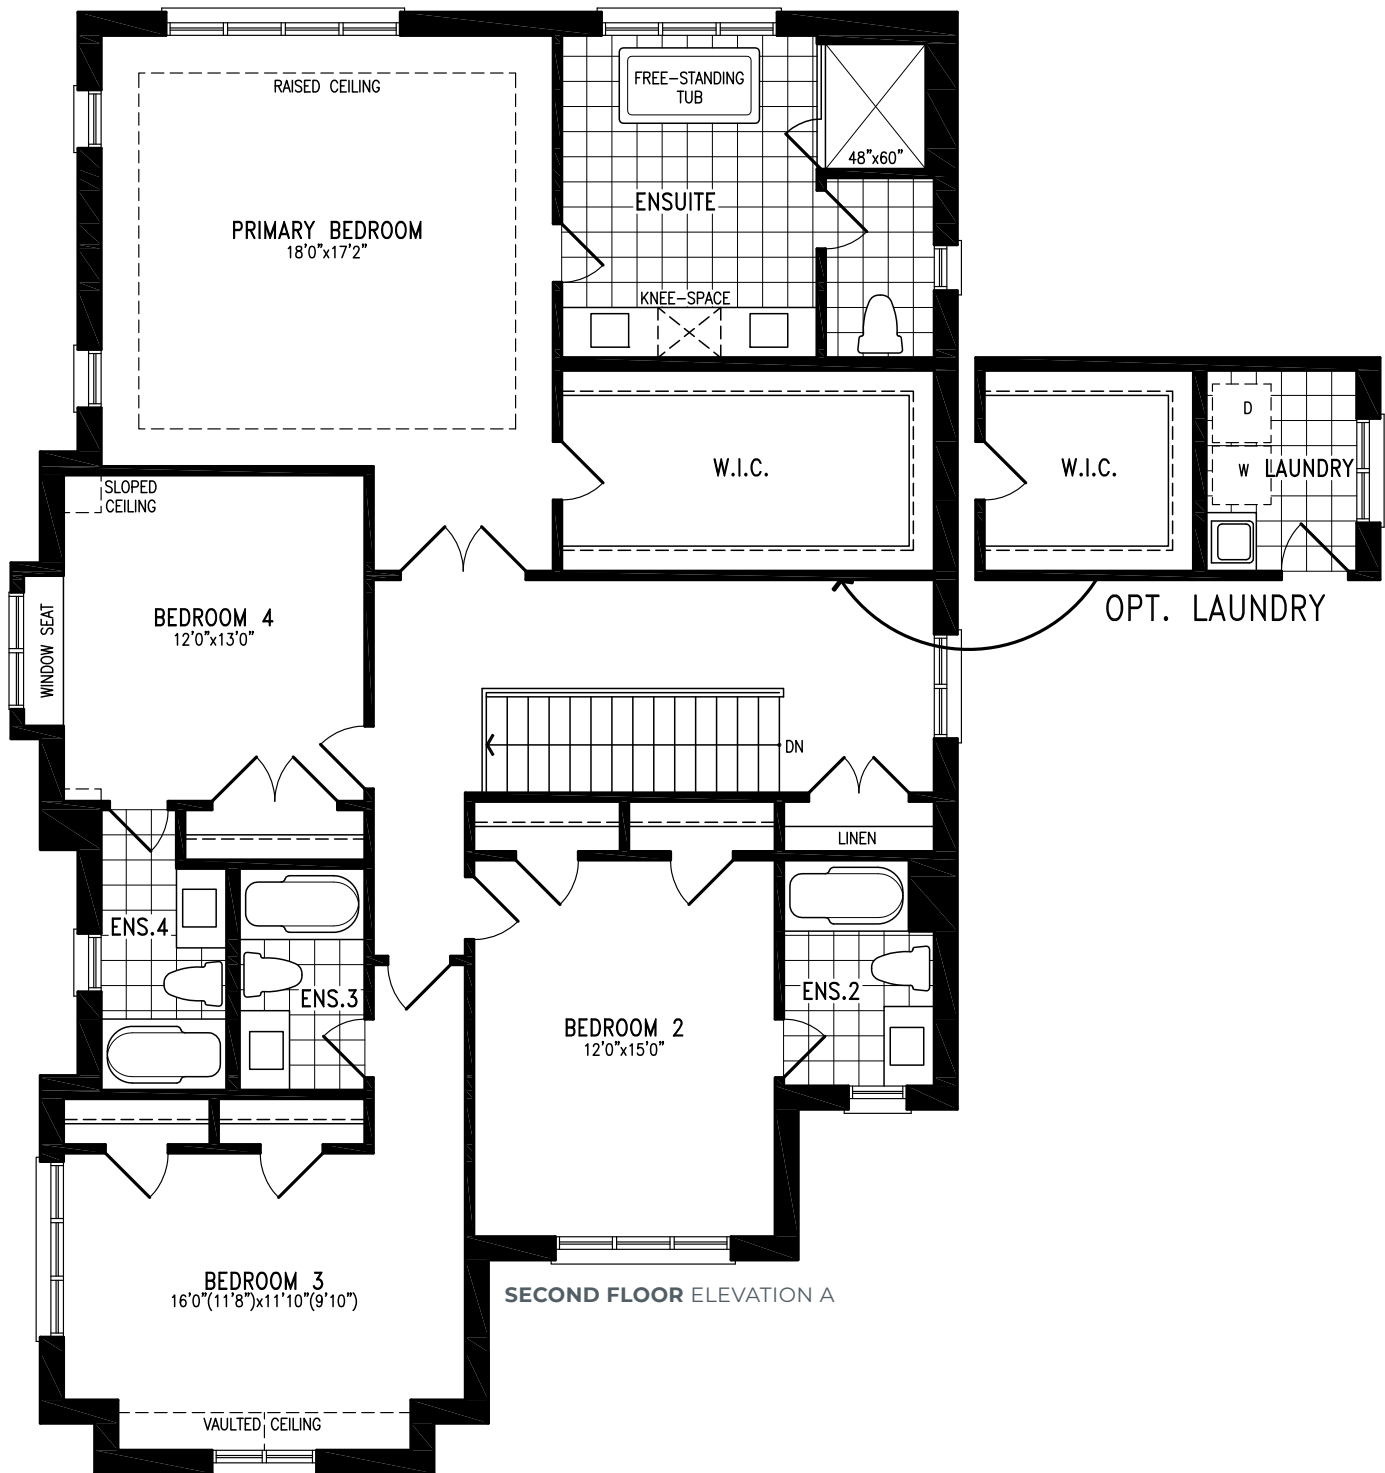 RAISED CEILING
FREE-STANDING
TUB
48"x60"
ENSUITE
PRIMARY BEDROOM
18'0"x17'2"
KNEE-SPACE
W.I.C.
W.I.C.
D
W
LAUNDRY
SLOPED
CEILING
OPT. LAUNDRY
BEDROOM 4
12'0"x13'0"
WINDOW SEAT
DN
LINEN
ENS.4
ENS.3
ENS.2
BEDROOM 2
12'0"x15'0"
BEDROOM 3
16'0"(11'8")x11'10"(9'10")
SECOND FLOOR ELEVATION A
VAULTED CEILING